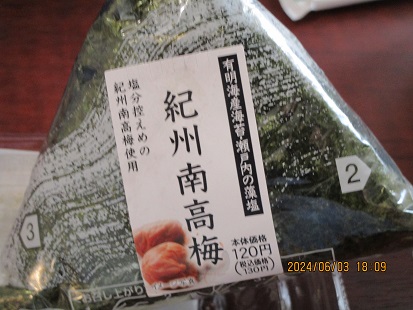 有明海産海苔・瀬戸内の藻塩
紀州南高梅
塩分控えめの
紀州南高梅使用
本体価格
120円
(税込価格)
130円
2
3
2024/06/03 18:09